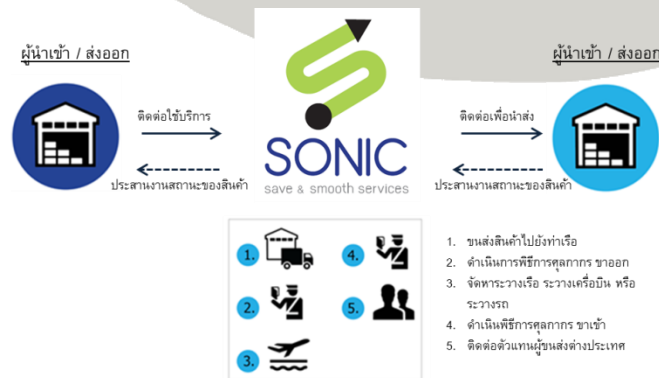 ผู้นำเข้า / ส่งออก
ผู้นำเข้า / ส่งออก
ติดต่อใช้บริการ
ติดต่อเพื่อนำส่ง
SONIC
save & smooth services
ประสานงานสถานะของสินค้า
ประสานงานสถานะของสินค้า
1.
4.
2.
5.
3.
1. ขนส่งสินค้าไปยังท่าเรือ
2. ดำเนินการพิธีการศุลกากร ขาออก
3. จัดหาระวางเรือ ระวางเครื่องบิน หรือ
ระวางรถ
4. ดำเนินพิธีการศุลกากร ขาเข้า
5. ติดต่อตัวแทนผู้ขนส่งต่างประเทศ